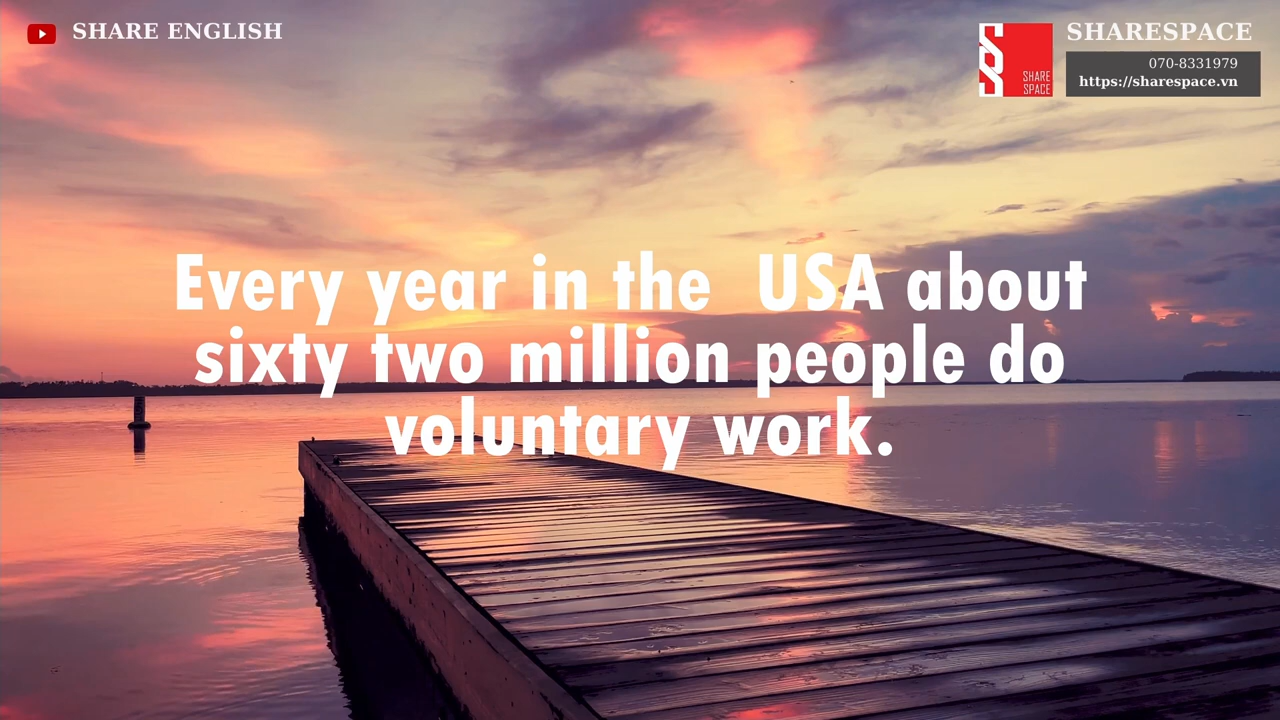 SHARE ENGLISH
SHARESPACE
070-8331979
https://sharespace.vn
SHARE
SPACE
Every year in the  USA about
sixty two million people do
voluntary work.